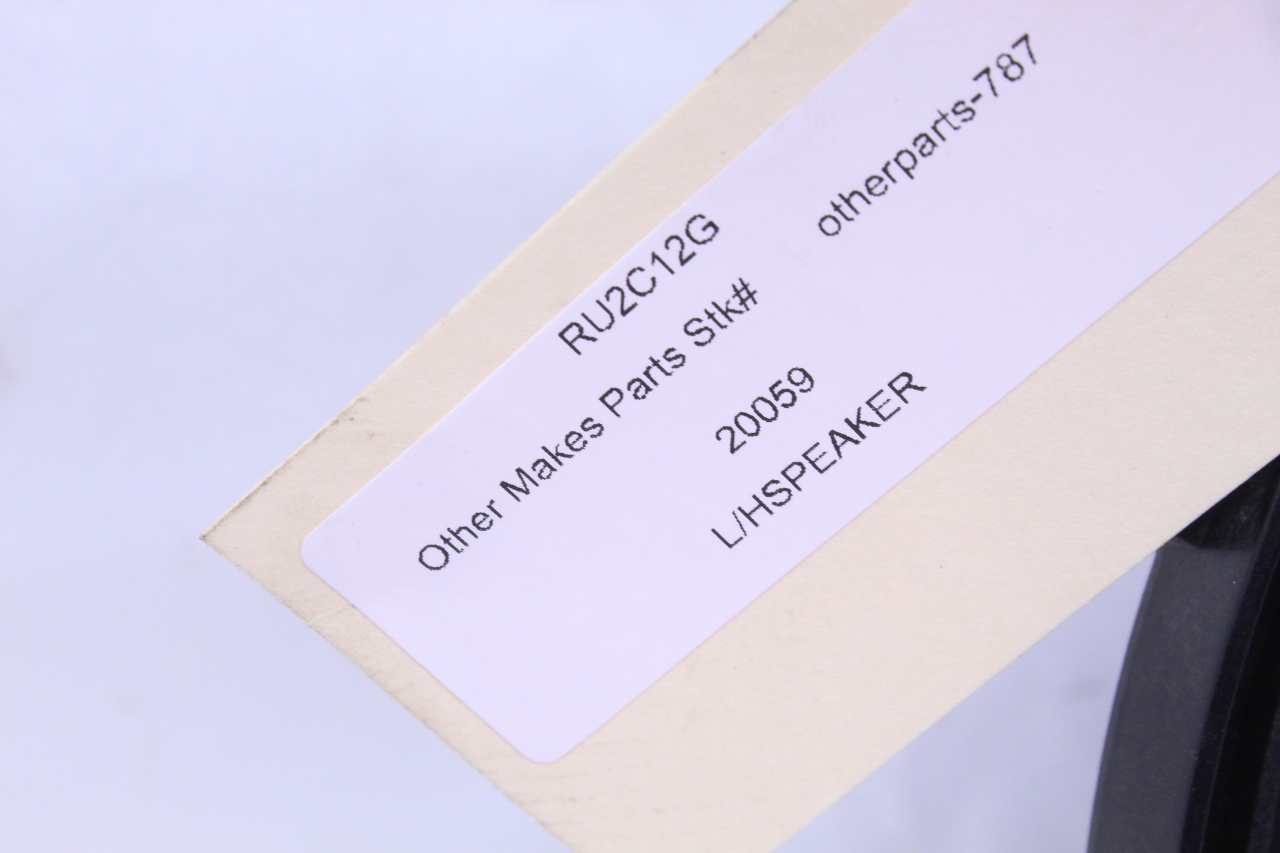 RU2C12G
Other Makes Parts Stk# otherparts-787
20059
L/HSPEAKER